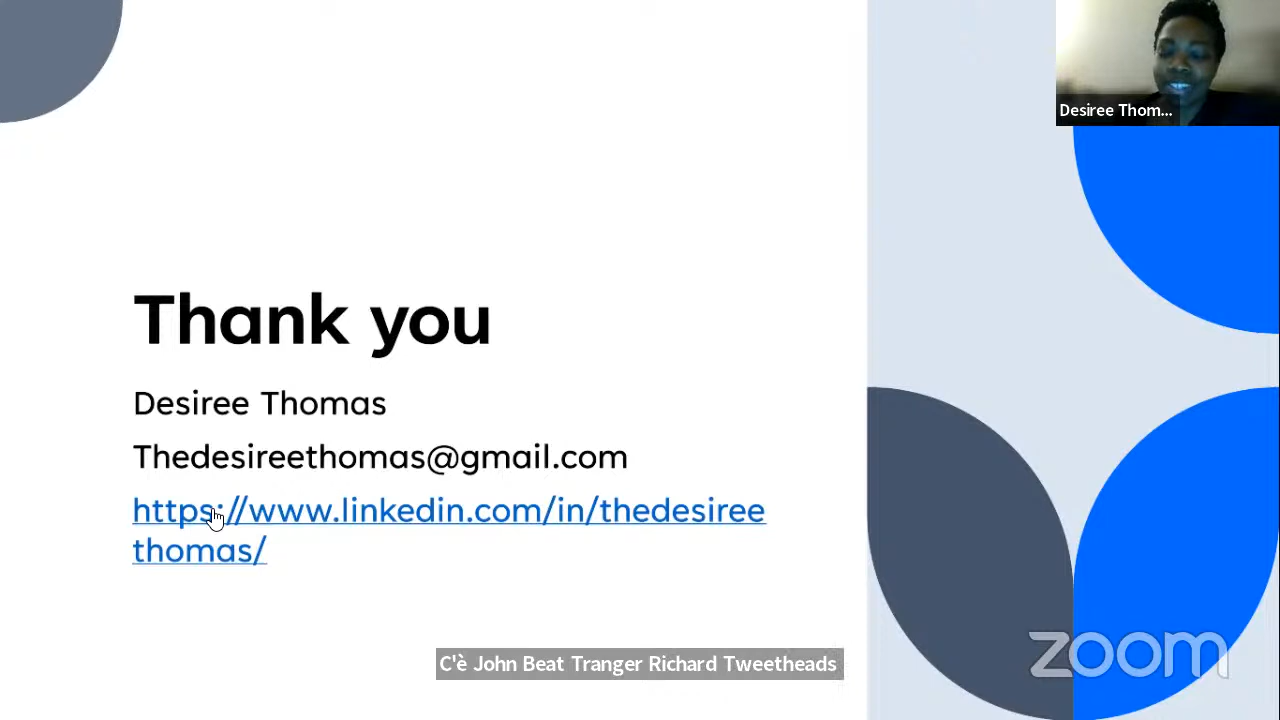 Desiree Thom...
Thank you
Desiree Thomas
Thedesireethomas@gmail.com
https://www.linkedin.com/in/thedesiree
thomas/
C'è John Beat Tranger Richard Tweetheads
zoom